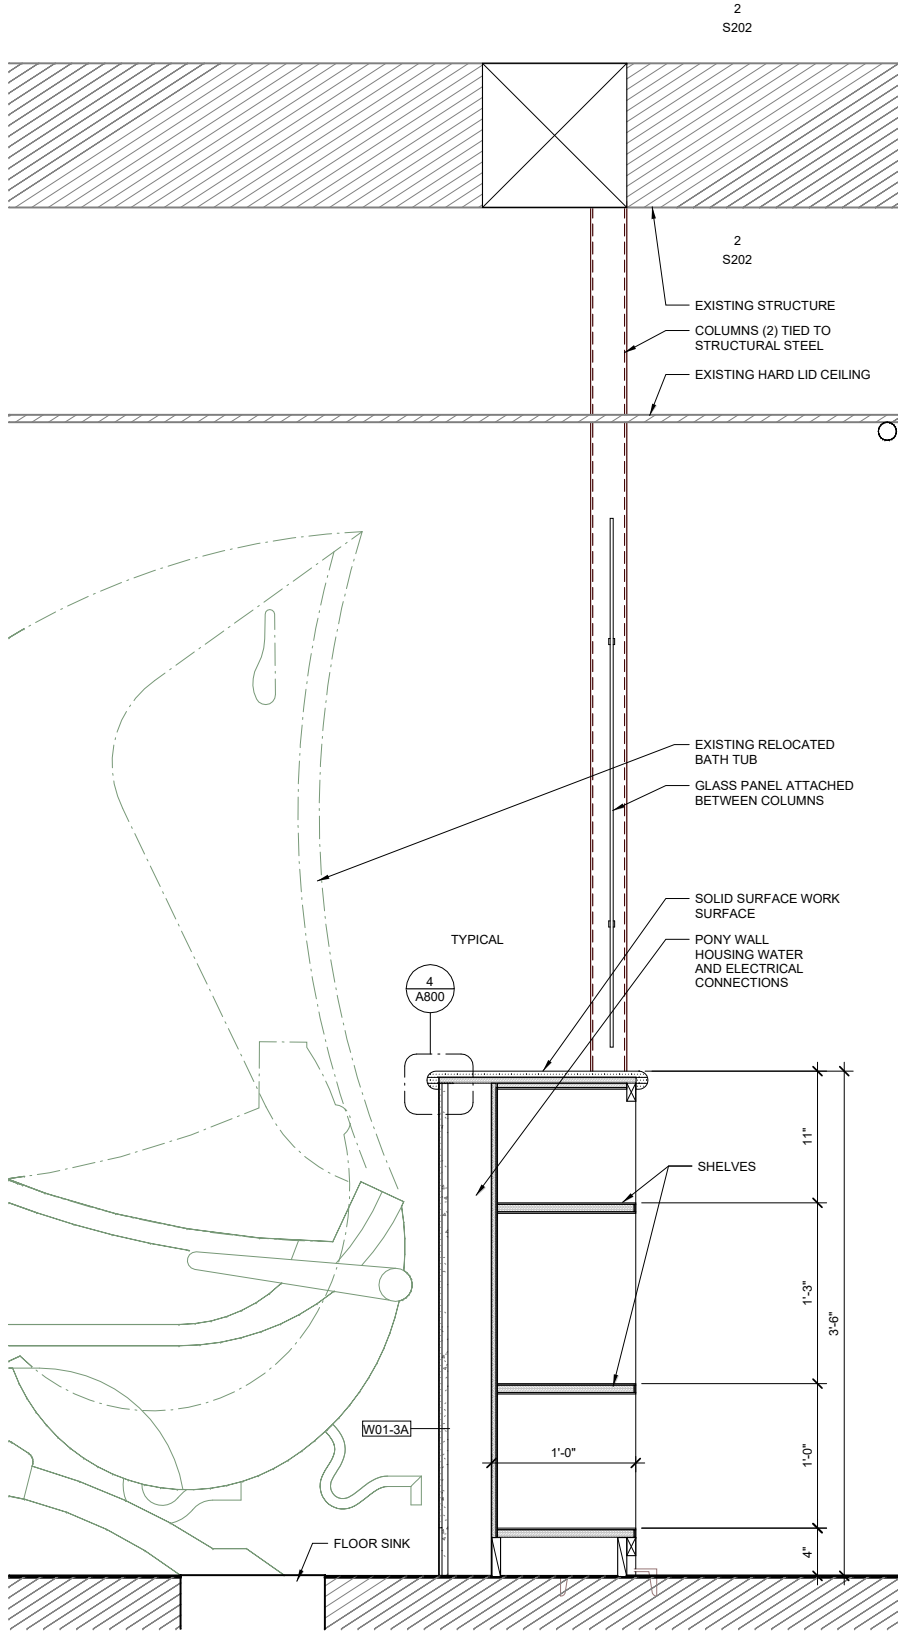 2
S202
2
S202
EXISTING STRUCTURE
COLUMNS (2) TIED TO
STRUCTURAL STEEL
EXISTING HARD LID CEILING
EXISTING RELOCATED
BATH TUB
GLASS PANEL ATTACHED
BETWEEN COLUMNS
SOLID SURFACE WORK
SURFACE
TYPICAL
PONY WALL
HOUSING WATER
AND ELECTRICAL
CONNECTIONS
4
A800
11"
SHELVES
1'-3"
3'-6"
W01-3A
1'-0"
1'-0"
FLOOR SINK
4"